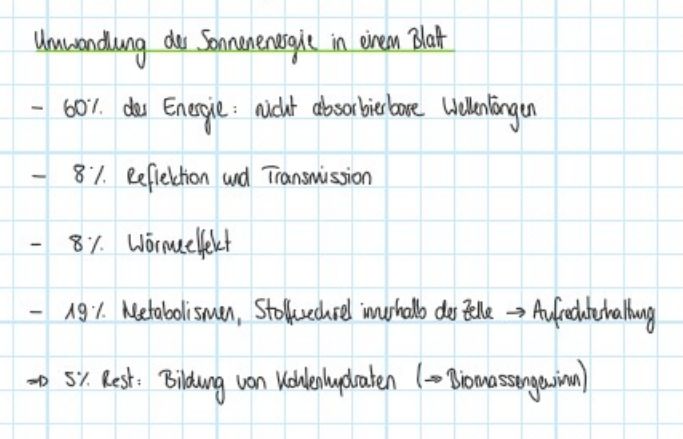 Umwandlung der Sonnenenergie in einem Blatt
- 60% der Energie: nicht absorbierbare Wellenlängen
- 8% Reflektion und Transmission
- 8% Wärmeeffekt
- 19% Metabolismen, Stoffwechsel innerhalb der Zelle → Aufrechterhaltung
⇒ 5% Rest: Bildung von Kohlenhydraten (→ Biomassengewinn)